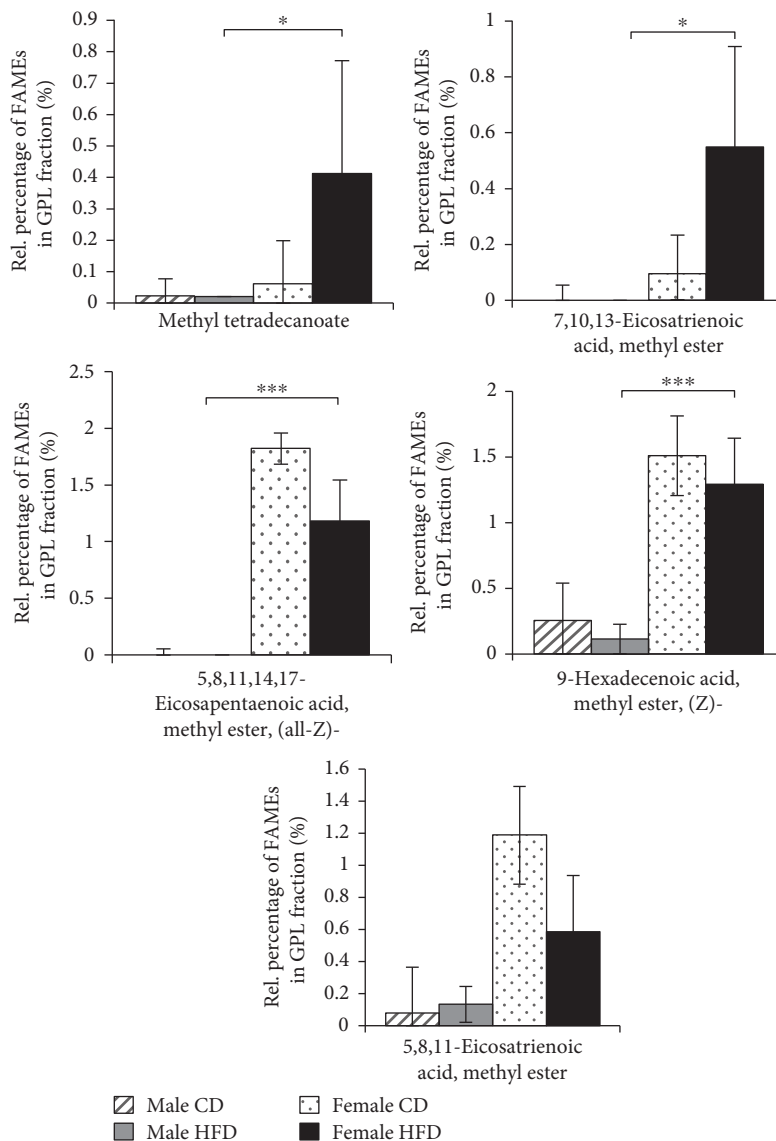 Rel. percentage of FAMEs
in GPL fraction (%)
0.9
0.8
0.7
0.6
0.5
0.4
0.3
0.2
0.1
0
*
Methyl tetradecanoate
Rel. percentage of FAMEs
in GPL fraction (%)
1
0.8
0.6
0.4
0.2
0
*
7,10,13-Eicosatrienoic
acid, methyl ester
Rel. percentage of FAMEs
in GPL fraction (%)
2.5
2
1.5
1
0.5
0
***
5,8,11,14,17-
Eicosapentaenoic acid,
methyl ester, (all-Z)-
Rel. percentage of FAMEs
in GPL fraction (%)
2
1.5
1
0.5
0
***
9-Hexadecenoic acid,
methyl ester, (Z)-
Rel. percentage of FAMEs
in GPL fraction (%)
1.6
1.4
1.2
1
0.8
0.6
0.4
0.2
0
5,8,11-Eicosatrienoic
acid, methyl ester
Male CD
Male HFD
Female CD
Female HFD